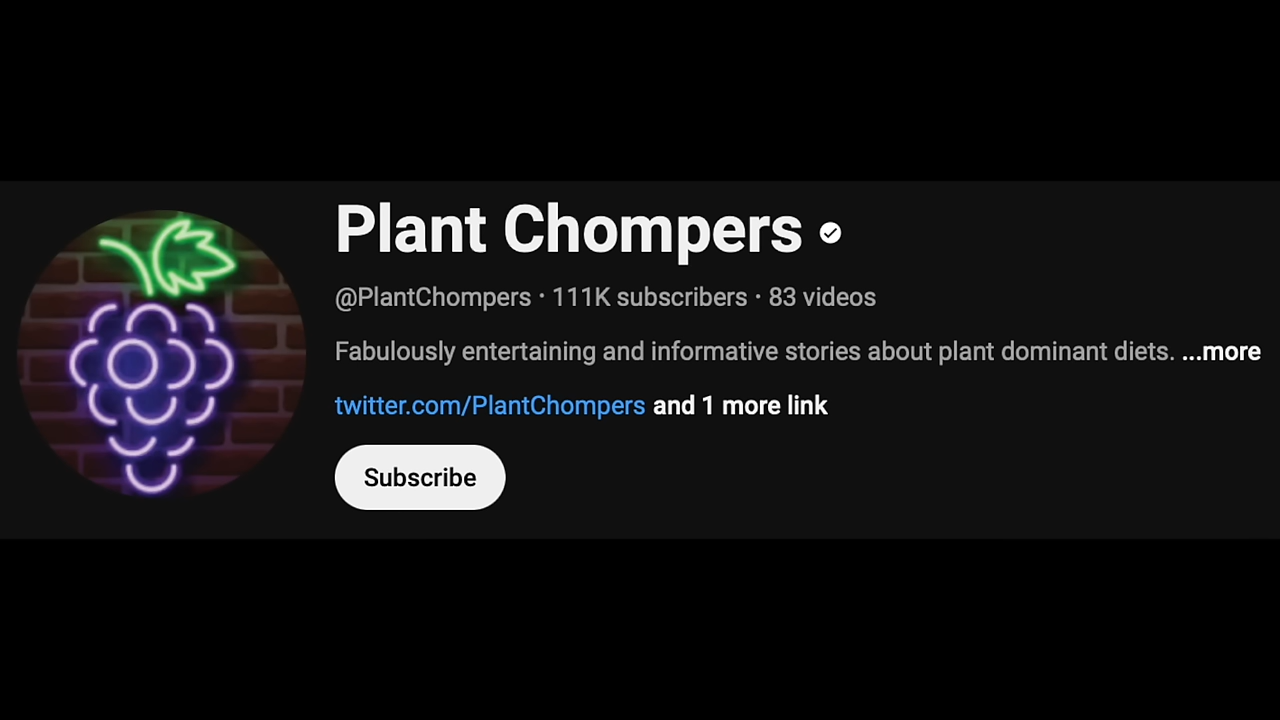 Plant Chompers
@PlantChompers · 111K subscribers · 83 videos
Fabulously entertaining and informative stories about plant dominant diets. ...more
twitter.com/PlantChompers and 1 more link
Subscribe